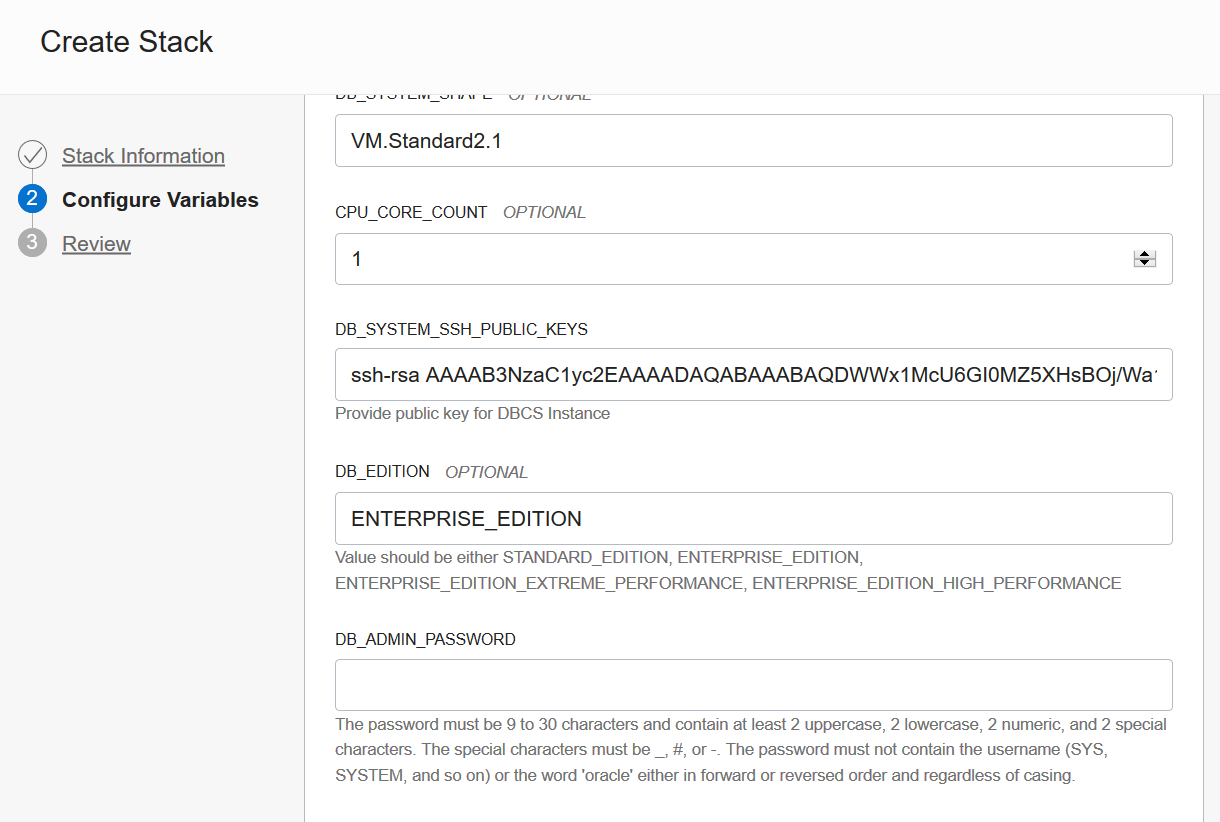 Create Stack
Stack Information
2 Configure Variables
3 Review
DB_SYSTEM_SHAPE OPTIONAL
VM.Standard2.1
CPU_CORE_COUNT OPTIONAL
1
DB_SYSTEM_SSH_PUBLIC_KEYS
ssh-rsa AAAAB3NzaC1yc2EAAAADAQABAAABAQDWWx1McU6GI0MZ5XHsBOj/Wa
Provide public key for DBCS Instance
DB_EDITION OPTIONAL
ENTERPRISE_EDITION
Value should be either STANDARD_EDITION, ENTERPRISE_EDITION,
ENTERPRISE_EDITION_EXTREME_PERFORMANCE, ENTERPRISE_EDITION_HIGH_PERFORMANCE
DB_ADMIN_PASSWORD
The password must be 9 to 30 characters and contain at least 2 uppercase, 2 lowercase, 2 numeric, and 2 special
characters. The special characters must be _, #, or -. The password must not contain the username (SYS,
SYSTEM, and so on) or the word 'oracle' either in forward or reversed order and regardless of casing.